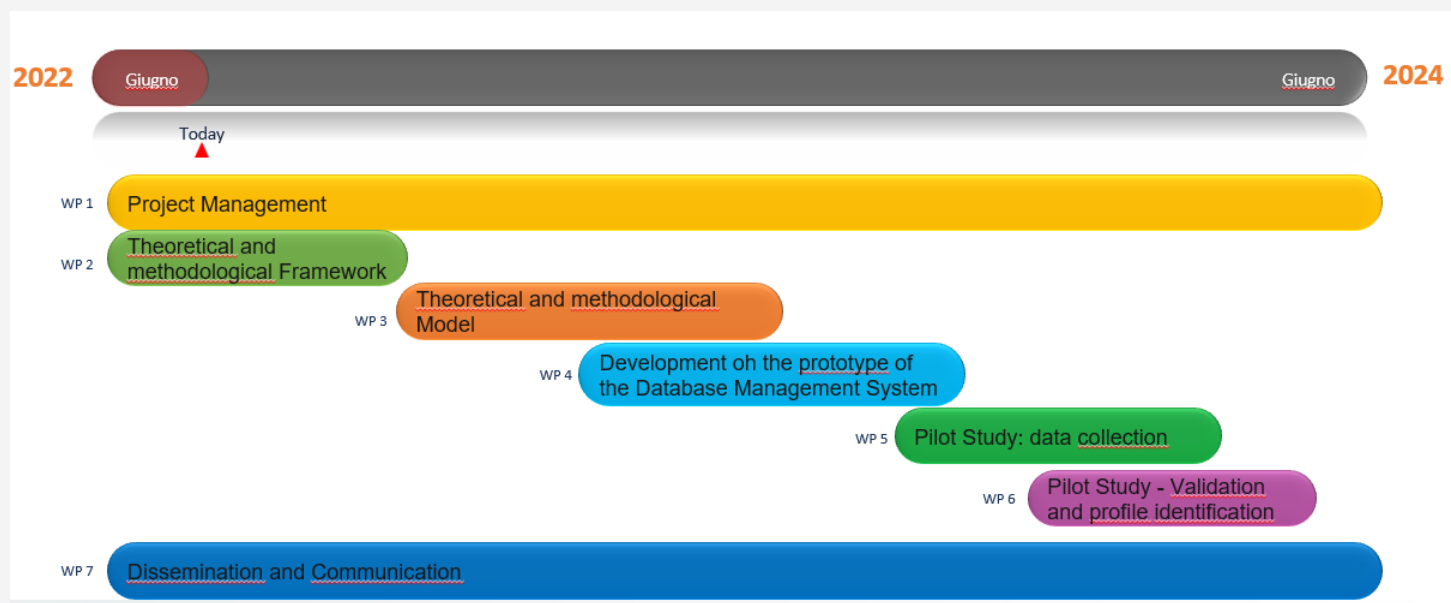 2022
Giugno
Giugno
2024
Today
WP 1
Project Management
WP 2
Theoretical and
methodological Framework
WP 3
Theoretical and methodological
Model
WP 4
Development oh the prototype of
the Database Management System
WP 5
Pilot Study: data collection
WP 6
Pilot Study - Validation
and profile identification
WP 7
Dissemination and Communication